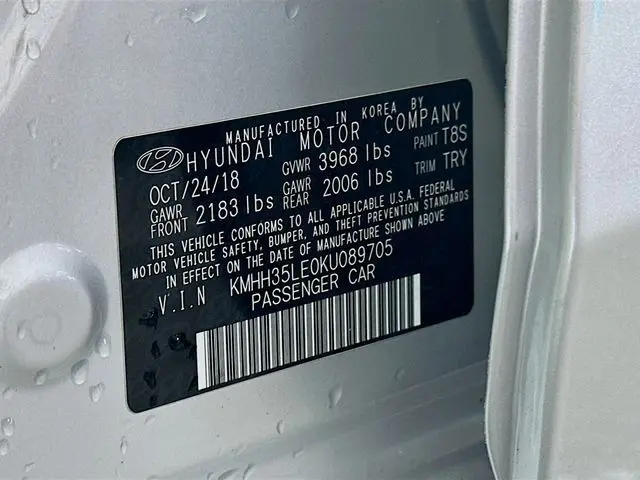 MANUFACTURED IN KOREA BY
HYUNDAI MOTOR COMPANY
OCT/24/18 GVWR 3968 lbs PAINT T8S
GAWR FRONT 2183 lbs GAWR REAR 2006 lbs TRIM TRY
THIS VEHICLE CONFORMS TO ALL APPLICABLE U.S.A. FEDERAL
MOTOR VEHICLE SAFETY, BUMPER, AND THEFT PREVENTION STANDARDS
IN EFFECT ON THE DATE OF MANUFACTURE SHOWN ABOVE
V.I.N KMHH35LE0KU089705
PASSENGER CAR